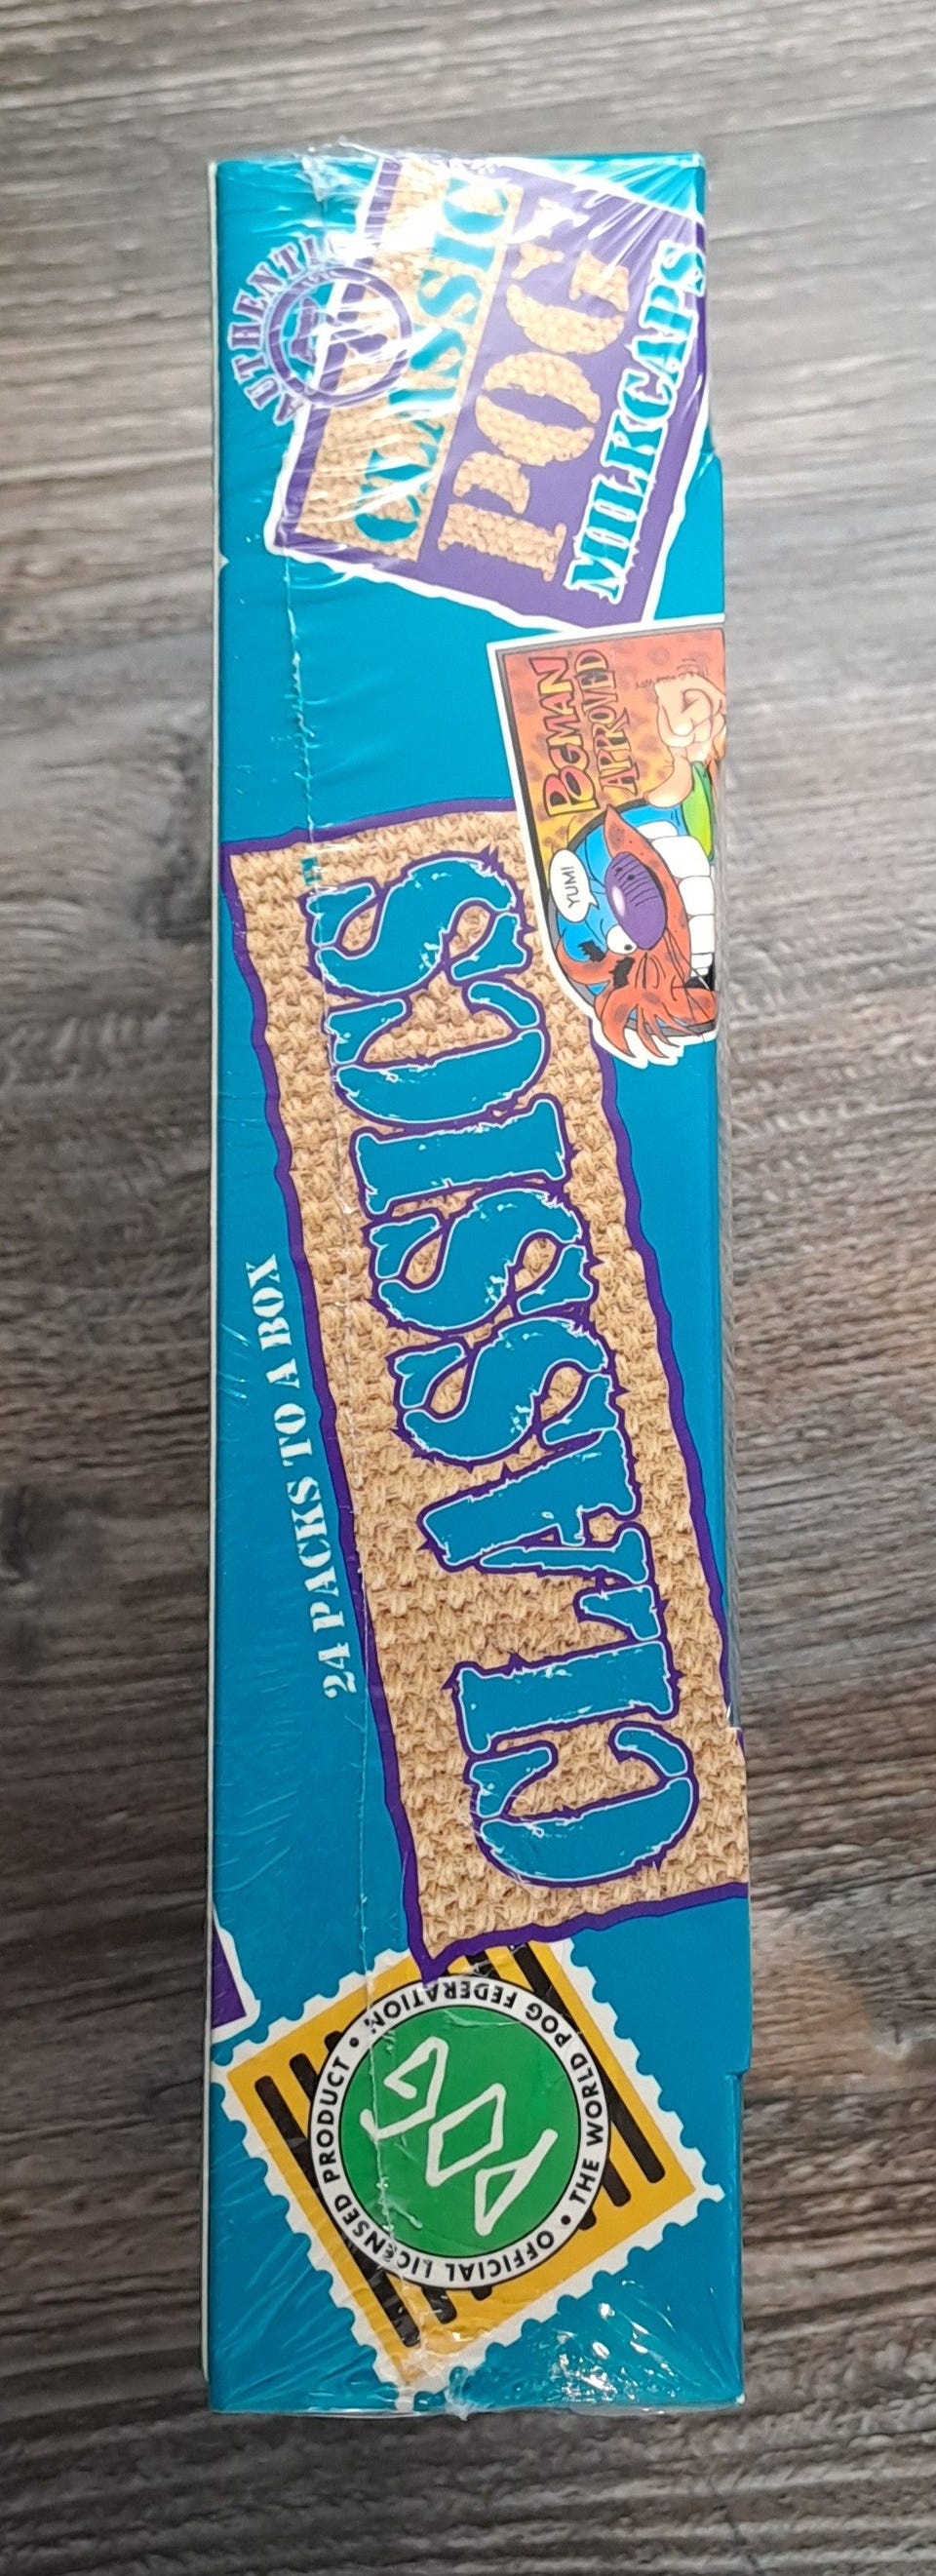 OFFICIAL LICENSED PRODUCT • THE WORLD POG FEDERATION •
POG
24 PACKS TO A BOX
CLASSICS™
POGMAN
APPROVED
YUM!
AUTHENTIC
CLASSIC
POG
MILKCAPS